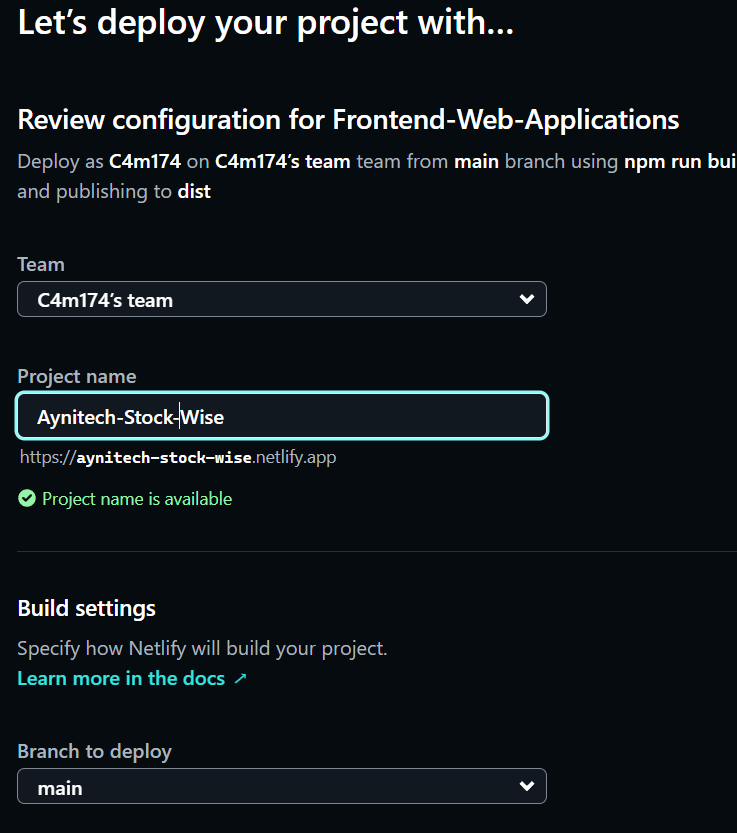 Let’s deploy your project with…
Review configuration for Frontend-Web-Applications
Deploy as C4m174 on C4m174’s team team from main branch using npm run bui
and publishing to dist
Team
C4m174’s team
Project name
Aynitech-Stock-Wise
https://aynitech-stock-wise.netlify.app
Project name is available
Build settings
Specify how Netlify will build your project.
Learn more in the docs ↗
Branch to deploy
main